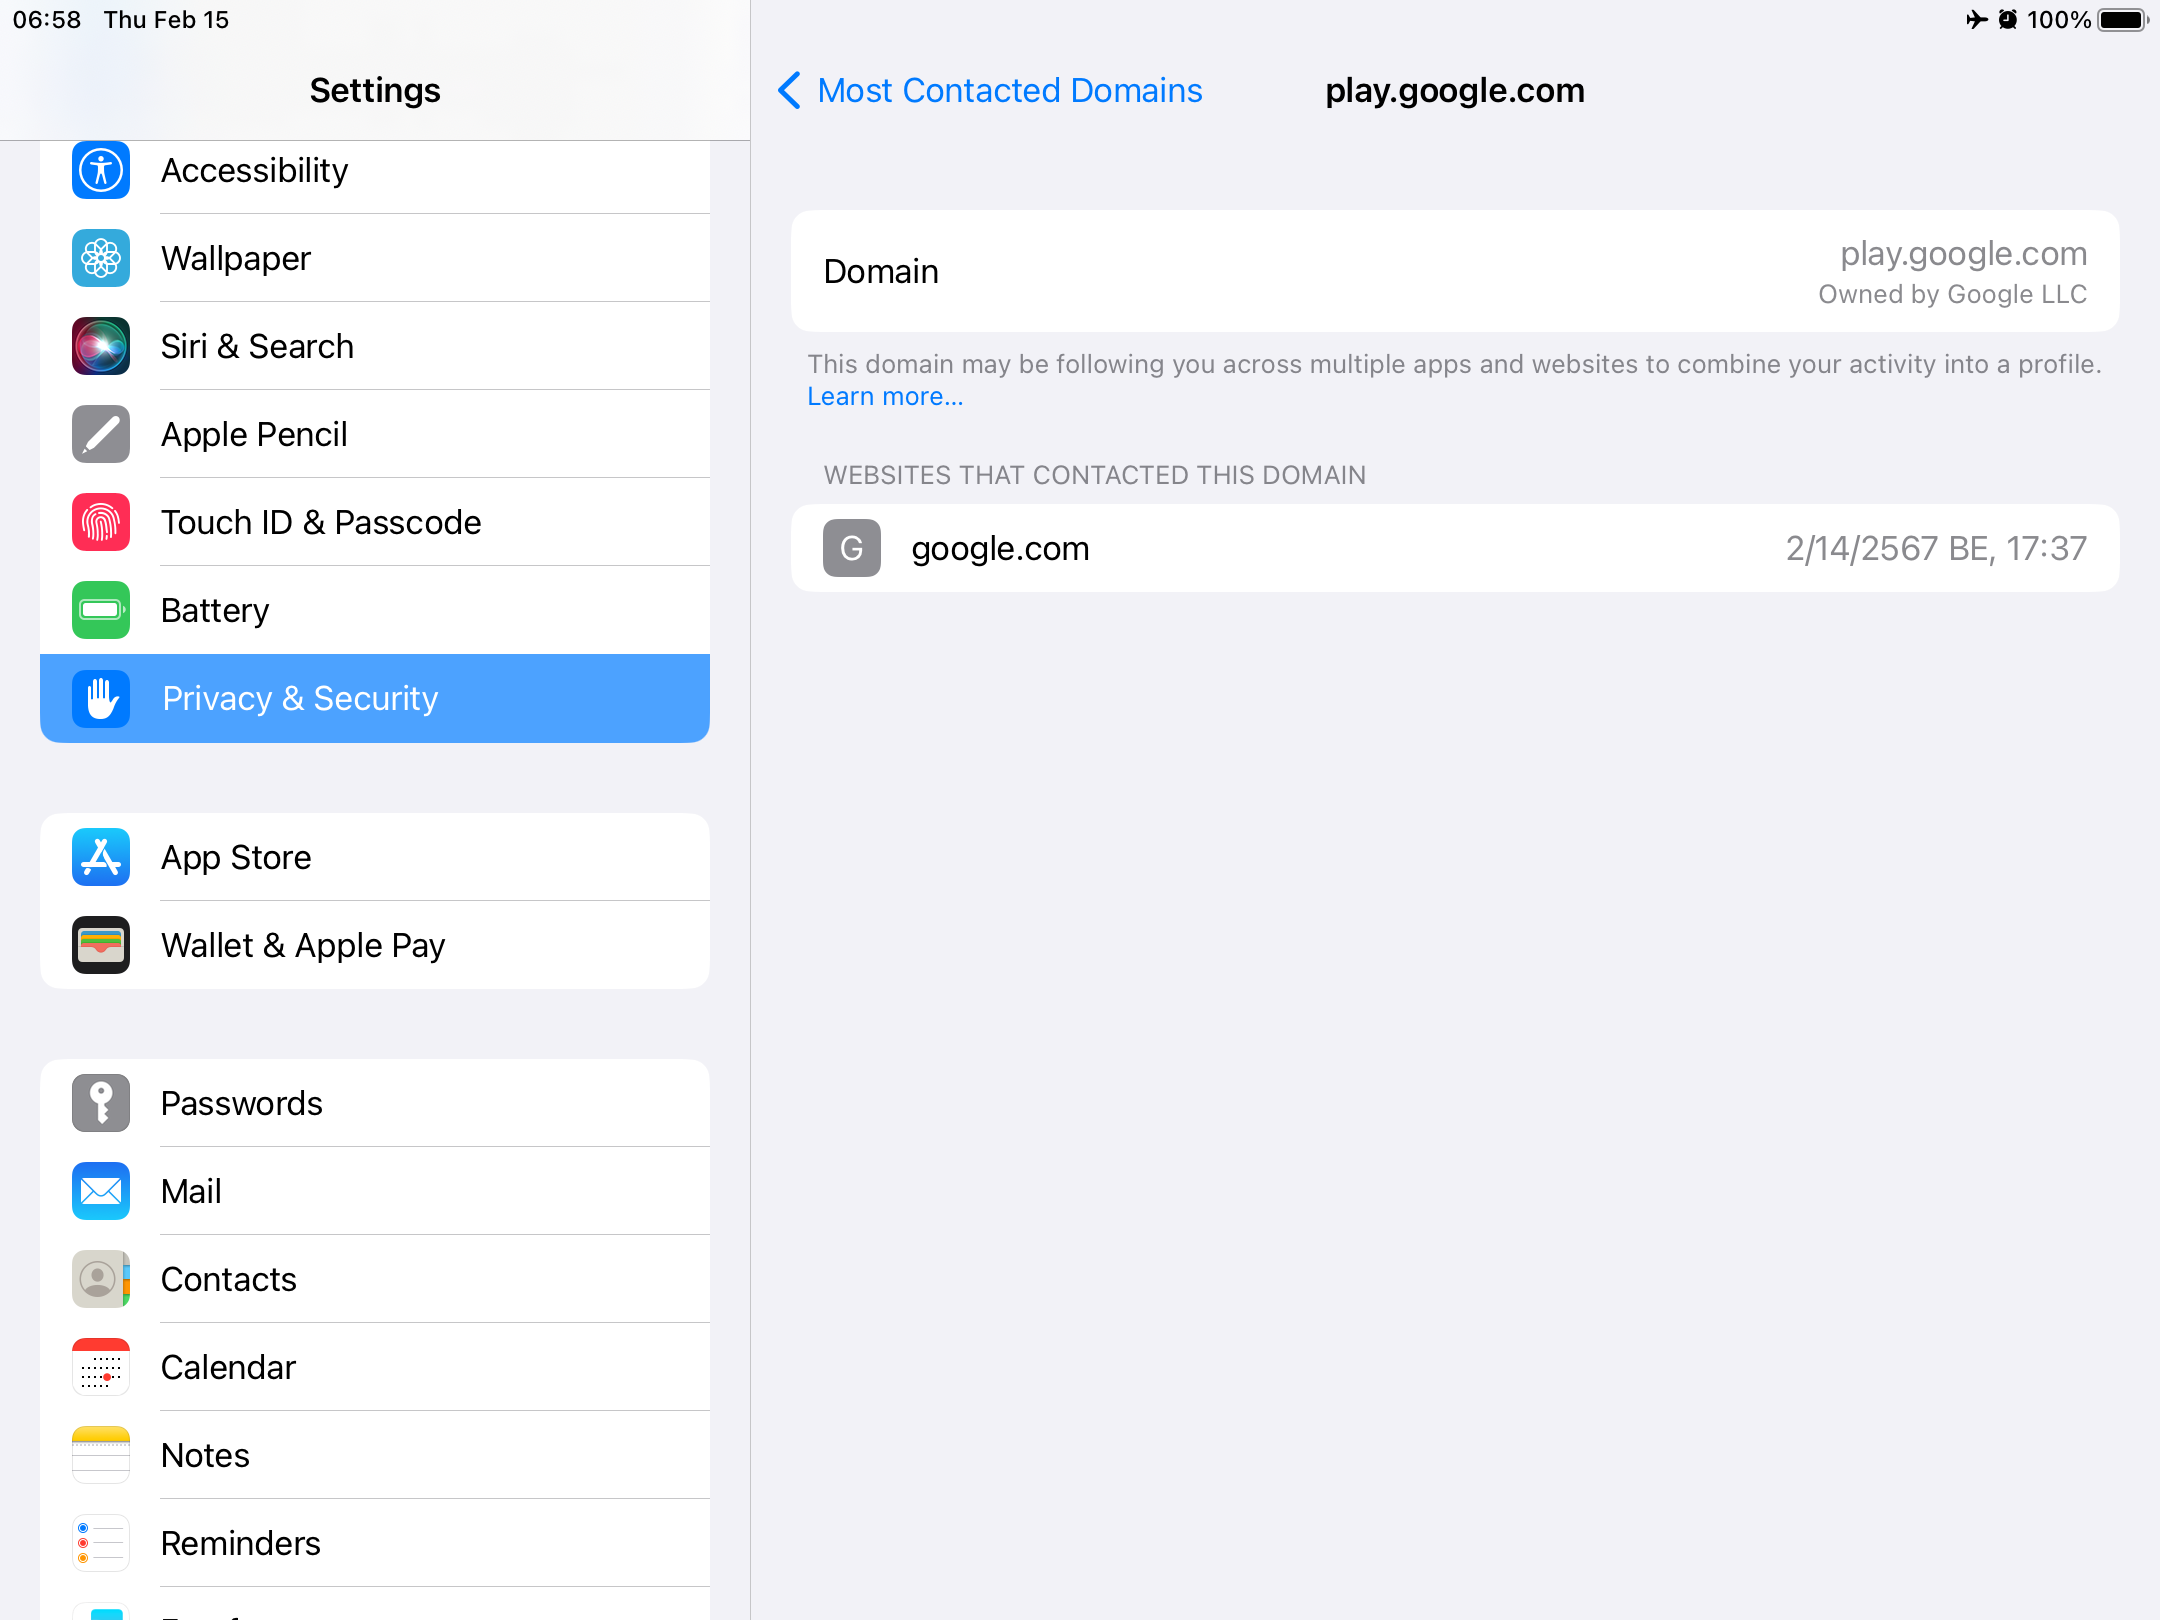 06:58 Thu Feb 15
100%
Settings
Accessibility
Wallpaper
Siri & Search
Apple Pencil
Touch ID & Passcode
Battery
Privacy & Security
App Store
Wallet & Apple Pay
Passwords
Mail
Contacts
Calendar
Notes
Reminders
Most Contacted Domains
play.google.com
Domain
play.google.com
Owned by Google LLC
This domain may be following you across multiple apps and websites to combine your activity into a profile.
Learn more...
WEBSITES THAT CONTACTED THIS DOMAIN
G google.com 2/14/2567 BE, 17:37